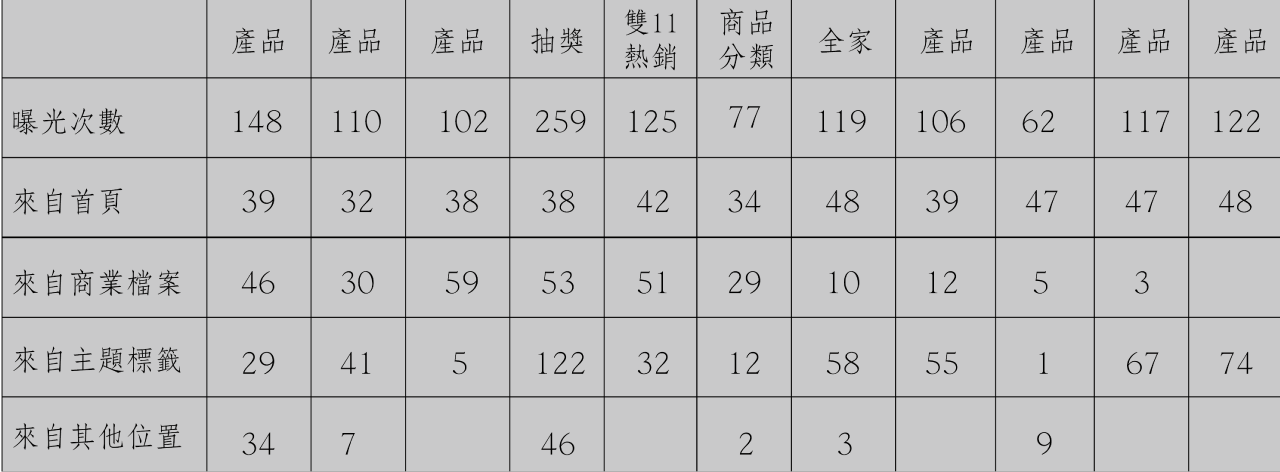 產品 產品 產品 抽獎 雙11 熱銷 商品 分類 全家 產品 產品 產品 產品
曝光次數 148 110 102 259 125 77 119 106 62 117 122
來自首頁 39 32 38 38 42 34 48 39 47 47 48
來自商業檔案 46 30 59 53 51 29 10 12 5 3
來自主題標籤 29 41 5 122 32 12 58 55 1 67 74
來自其他位置 34 7 46 2 3 9